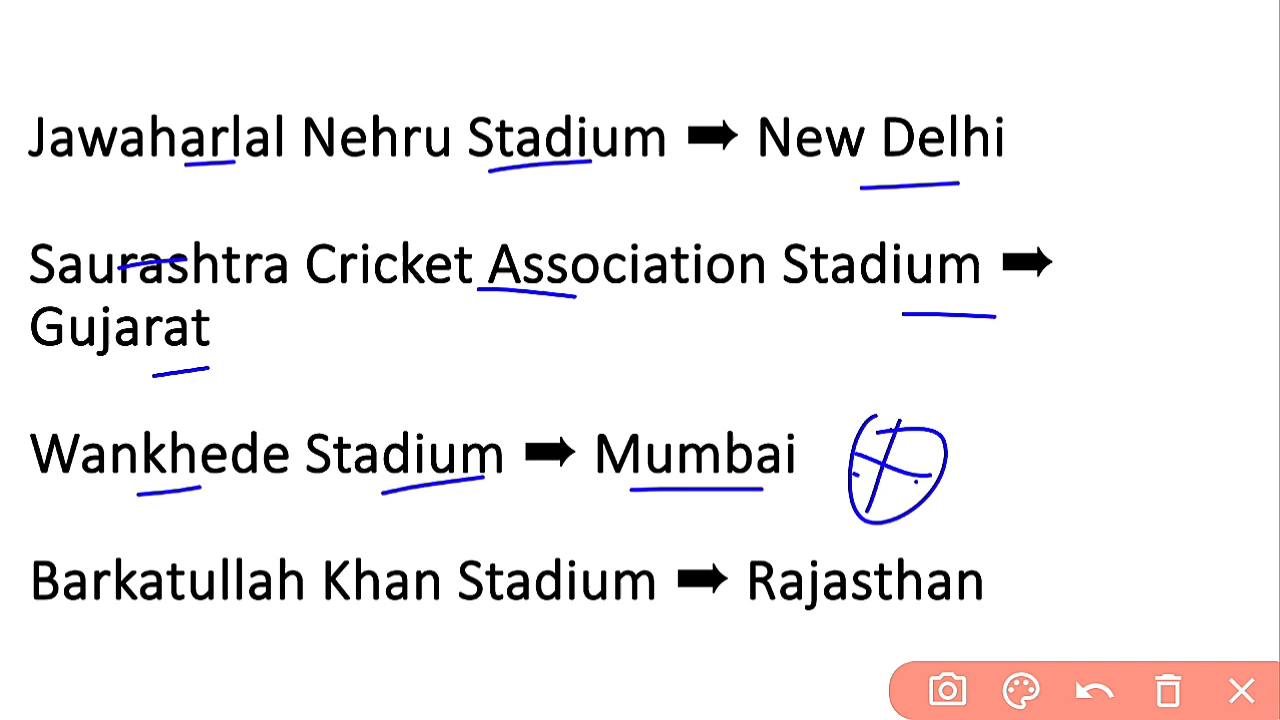 Jawaharlal Nehru Stadium ➡ New Delhi
Saurashtra Cricket Association Stadium ➡
Gujarat
Wankhede Stadium ➡ Mumbai
Barkatullah Khan Stadium ➡ Rajasthan